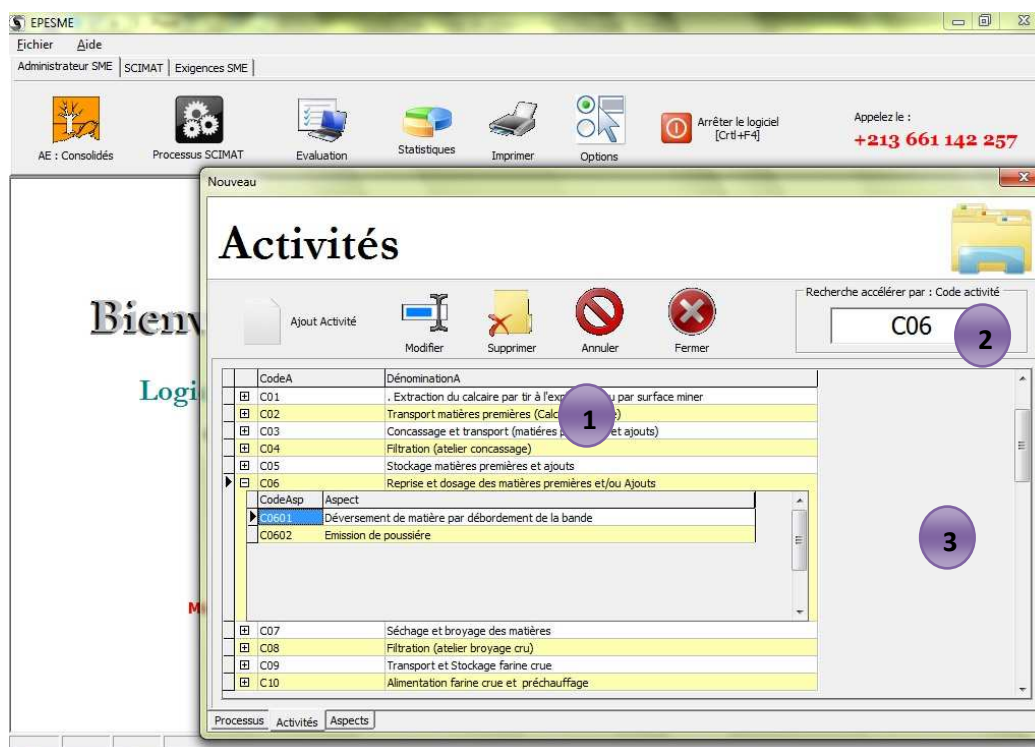 EPESME
Fichier Aide
Administrateur SME SCIMAT Exigences SME
AE : Consolidés Processus SCIMAT Evaluation Statistiques Imprimer Options Arrêter le logiciel [Crtl+F4] Appelez le : +213 661 142 257
Nouveau
Activités
Bienv
Logi
M
Ajout Activité Modifier Supprimer Annuler Fermer
Recherche accélérer par : Code activité
C06 2
CodeA DénominationA
C01 . Extraction du calcaire par tir à l'exp u par surface miner
C02 Transport matières premières (Calc e)
1
C03 Concassage et transport (matiéres p et ajouts)
C04 Filtration (atelier concassage)
C05 Stockage matières premières et ajouts
C06 Reprise et dosage des matières premières et/ou Ajouts
CodeAsp Aspect
C0601 Déversement de matière par débordement de la bande
C0602 Emission de poussiére
3
C07 Séchage et broyage des matières
C08 Filtration (atelier broyage cru)
C09 Transport et Stockage farine crue
C10 Alimentation farine crue et préchauffage
Processus Activités Aspects